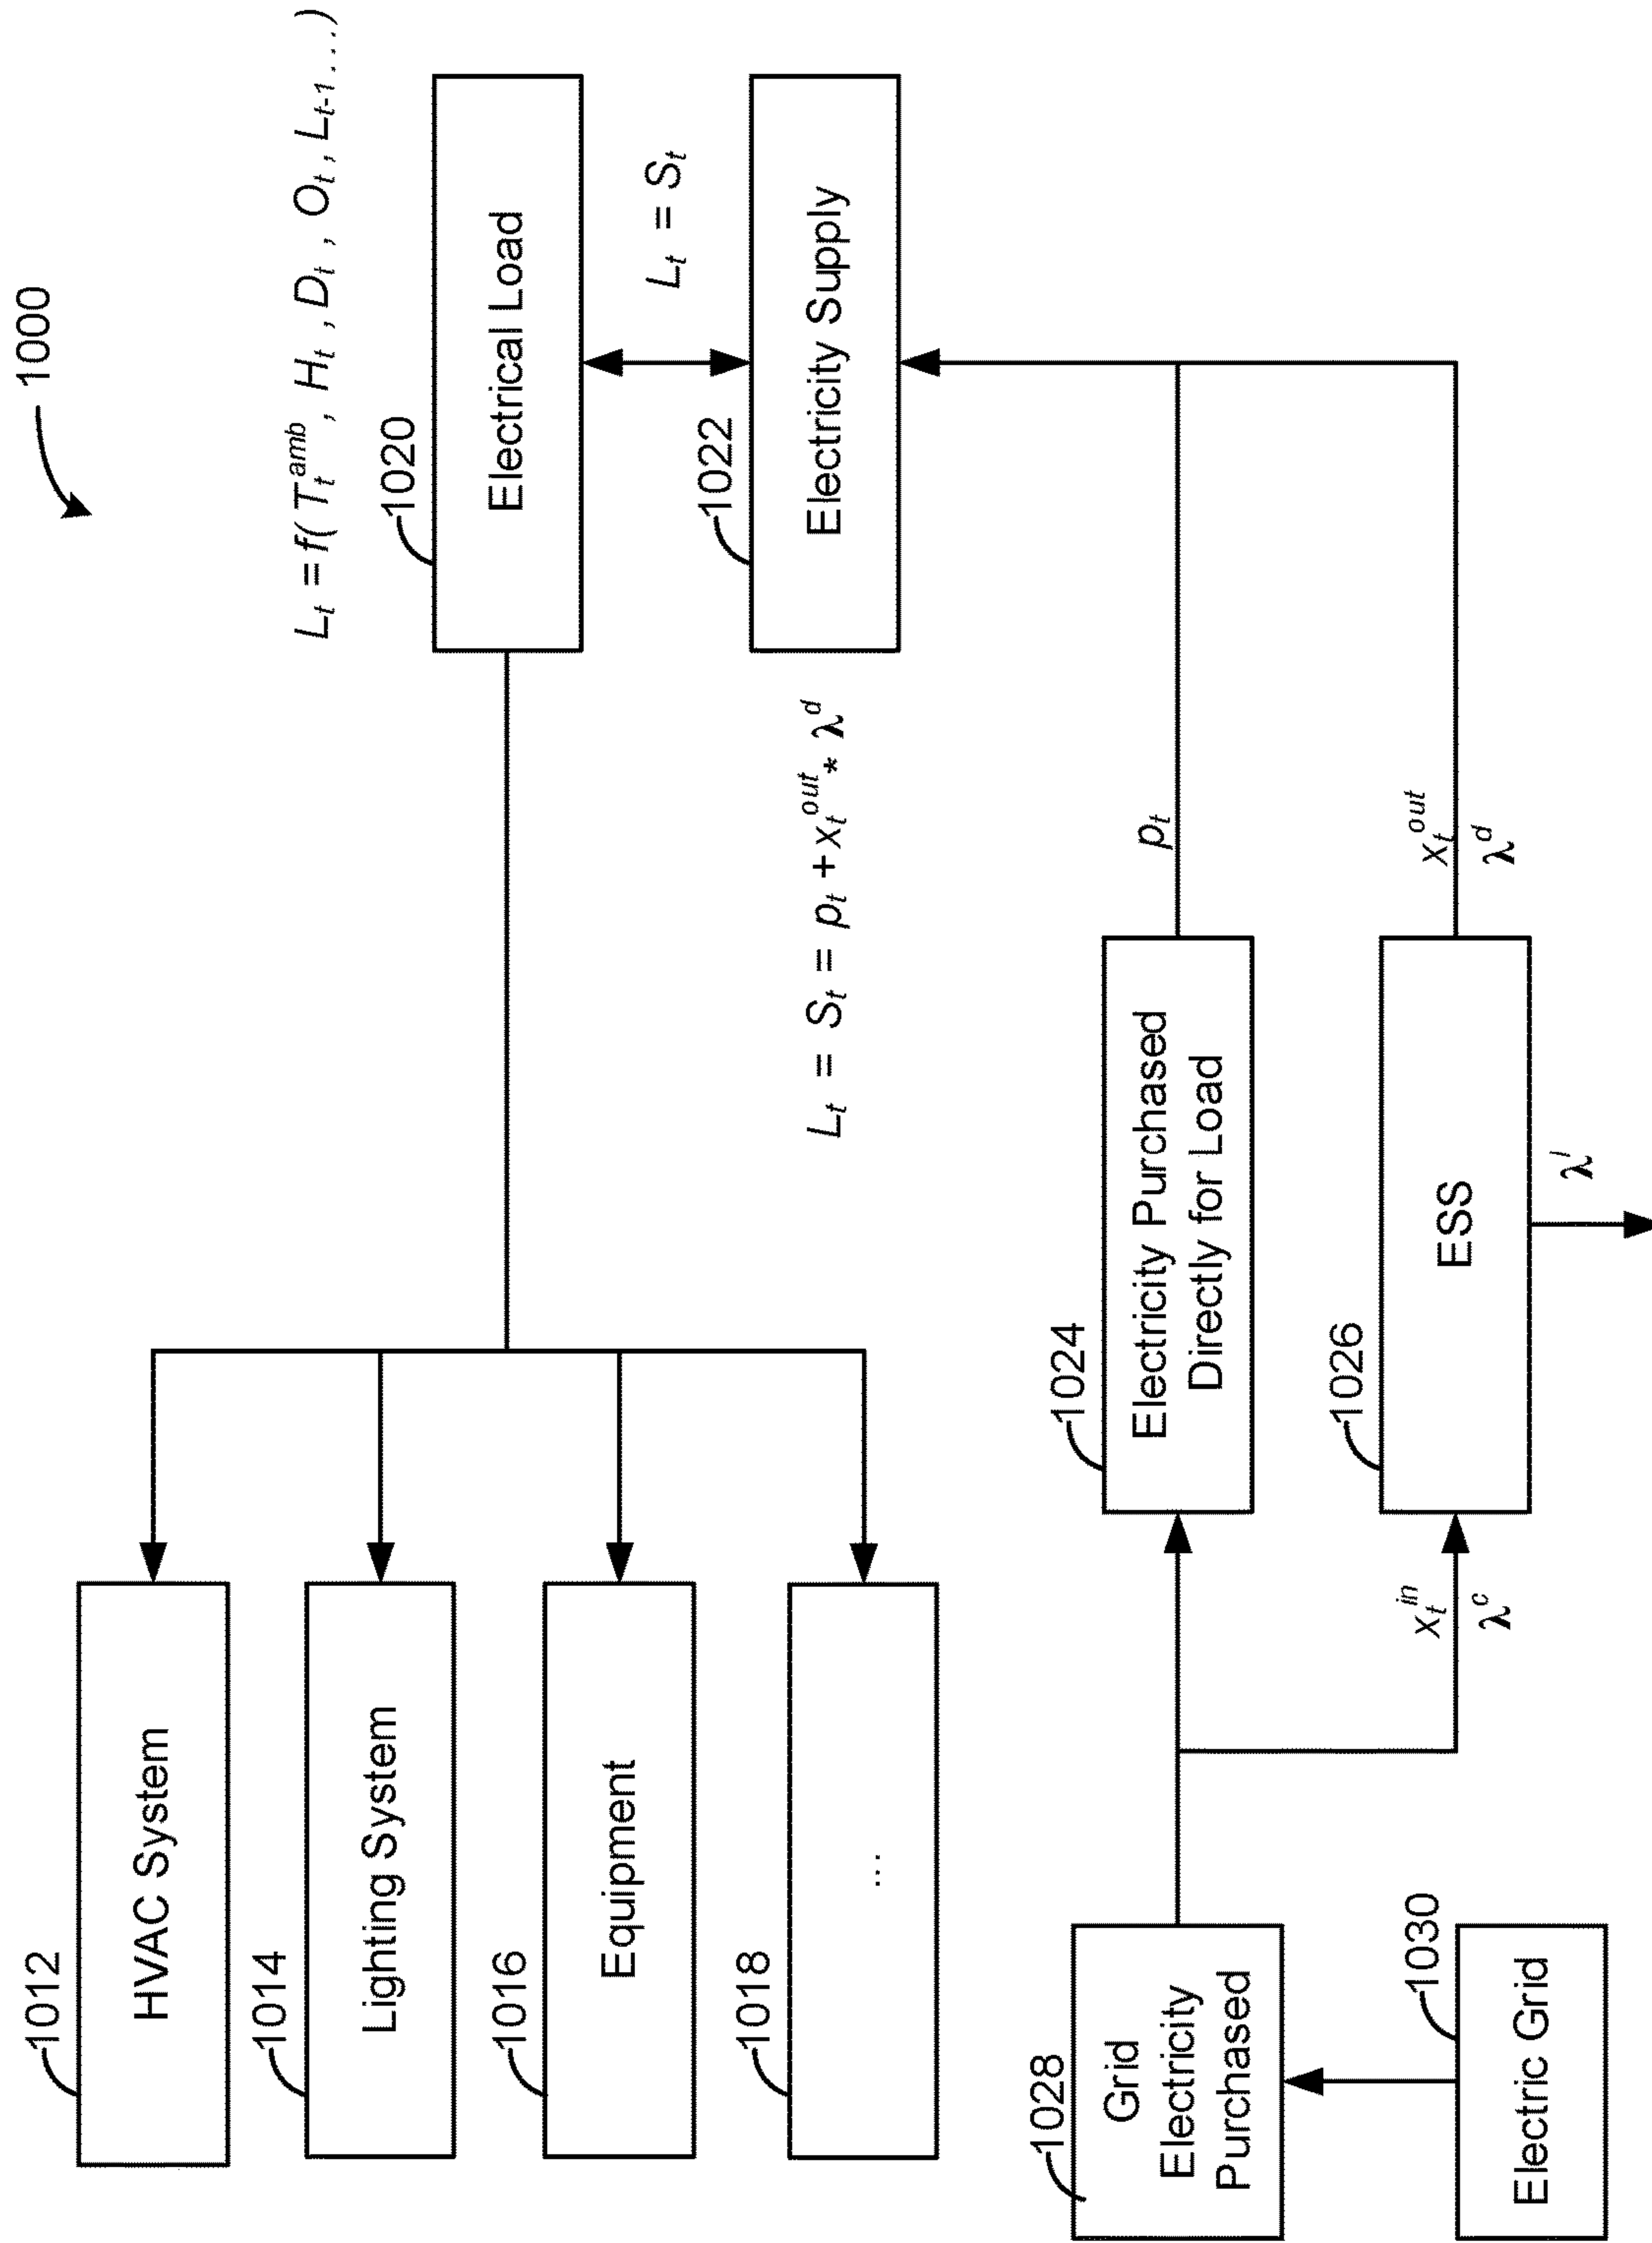 1000
L_t = f( T_t^amb , H_t , D_t , O_t , L_t-1 ... )
1012
HVAC System
1014
Lighting System
1016
Equipment
1018
...
1020
Electrical Load
L_t = S_t
1022
Electricity Supply
L_t = S_t = p_t + x_t^out * λ^d
1024
Electricity Purchased
Directly for Load
p_t
1026
ESS
x_t^in
λ^c
x_t^out
λ^d
λ^l
1028
Grid
Electricity
Purchased
1030
Electric Grid